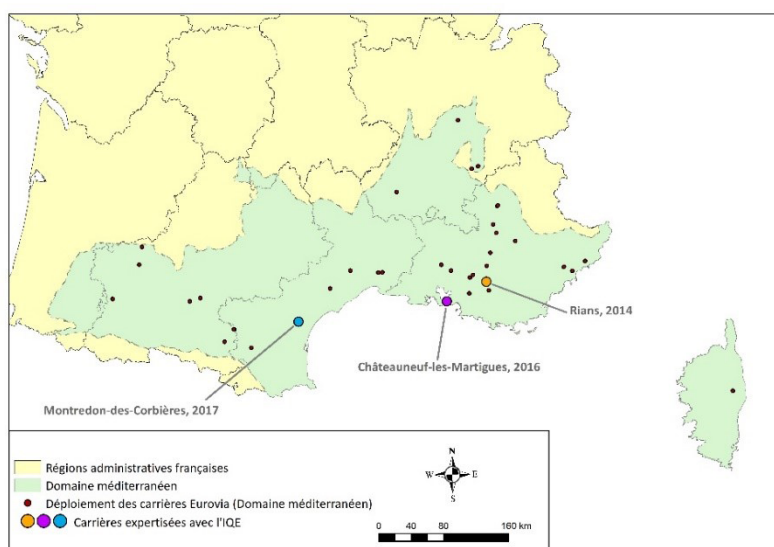 Rians, 2014
Châteauneuf-les-Martigues, 2016
Montredon-des-Corbières, 2017
Régions administratives françaises
Domaine méditerranéen
Déploiement des carrières Eurovia (Domaine méditerranéen)
Carrières expertisées avec l'IQE
N
W E
S
0 40 80 160 km